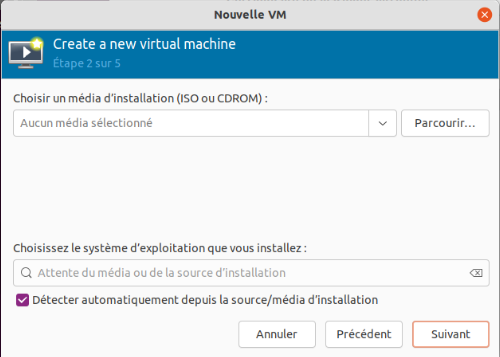 Nouvelle VM
Create a new virtual machine
Étape 2 sur 5
Choisir un média d'installation (ISO ou CDROM) :
Aucun média sélectionné
Parcourir...
Choisissez le système d'exploitation que vous installez :
Attente du média ou de la source d'installation
Détecter automatiquement depuis la source/média d'installation
Annuler
Précédent
Suivant